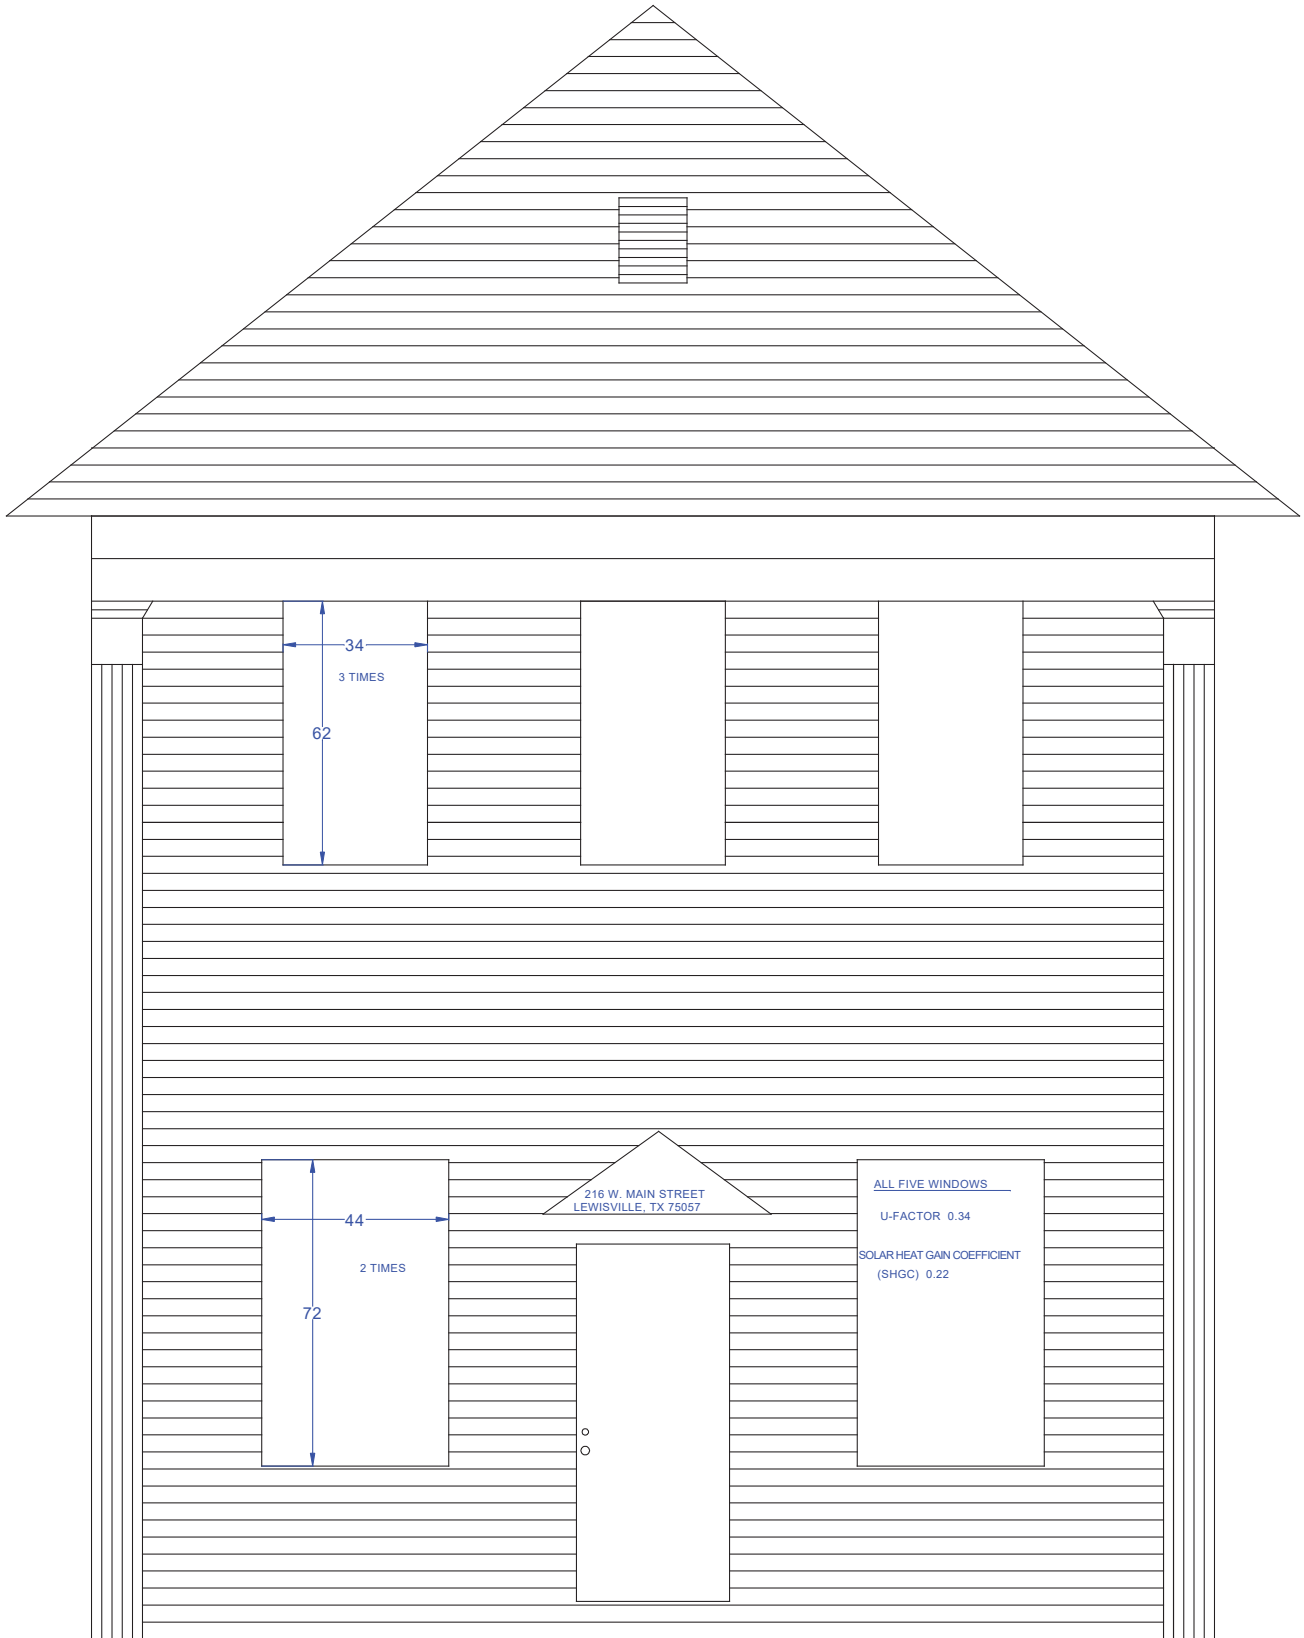 34
3 TIMES
62
216 W. MAIN STREET
LEWISVILLE, TX 75057
ALL FIVE WINDOWS
U-FACTOR 0.34
44
SOLAR HEAT GAIN COEFFICIENT
(SHGC) 0.22
2 TIMES
72